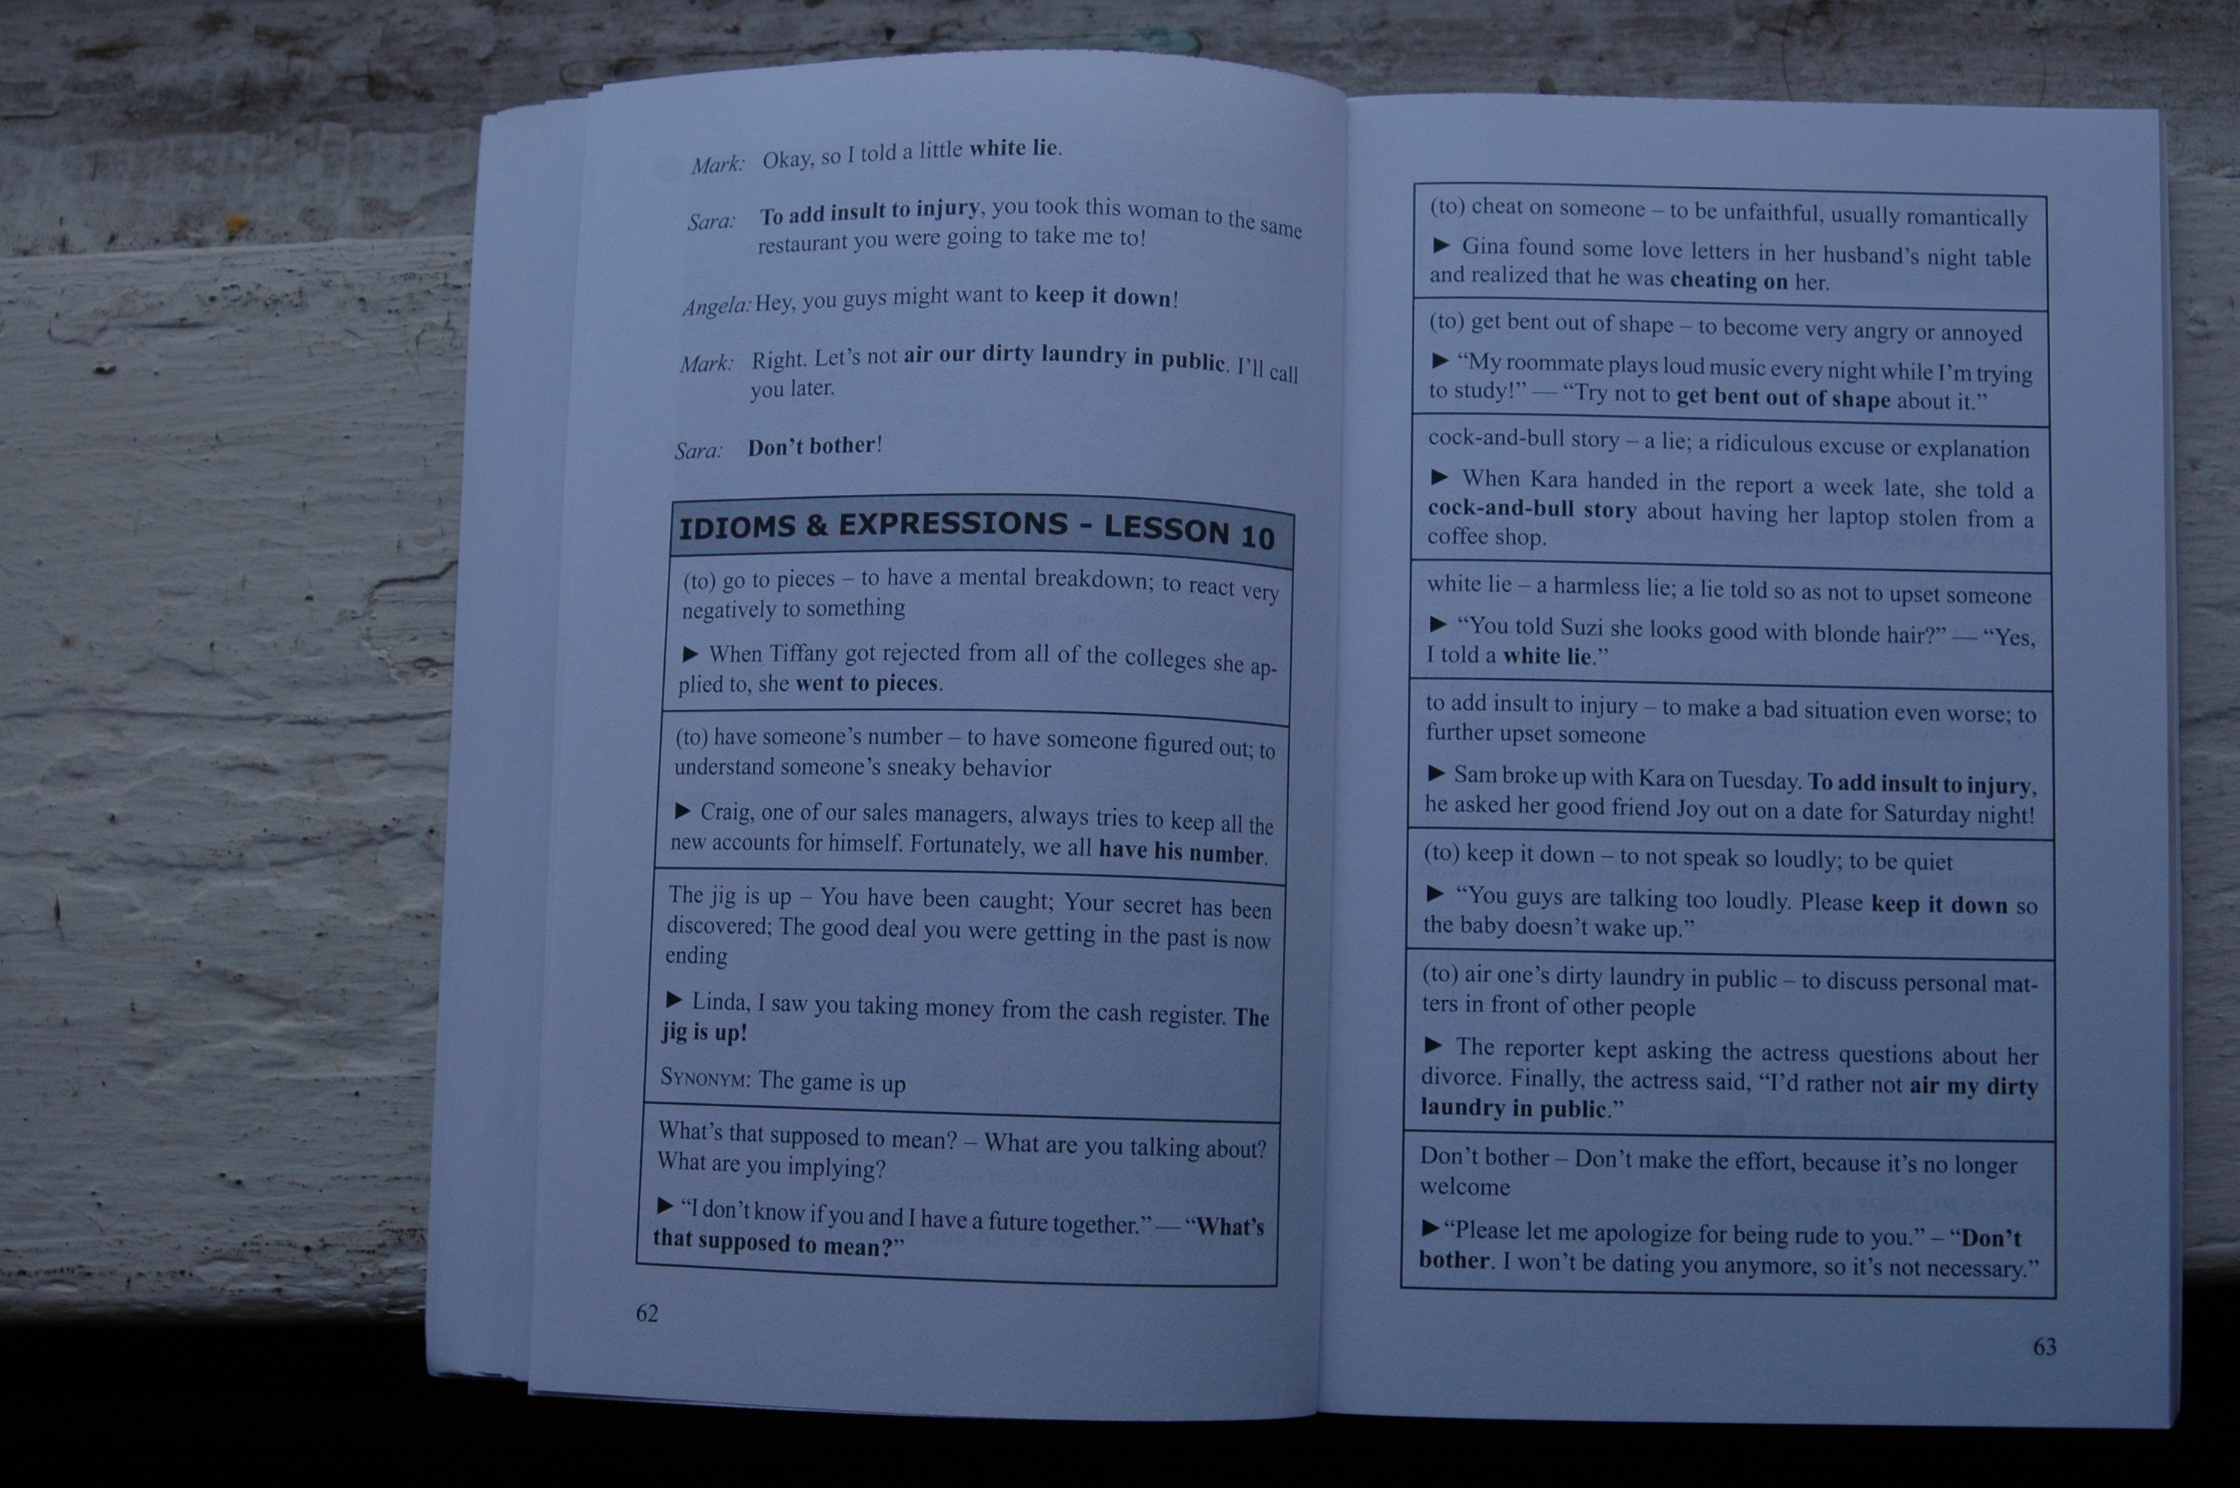 Mark: Okay, so I told a little white lie.
Sara: To add insult to injury, you took this woman to the same
restaurant you were going to take me to!
Angela: Hey, you guys might want to keep it down!
Mark: Right. Let's not air our dirty laundry in public. I'll call
you later.
Sara: Don't bother!
IDIOMS & EXPRESSIONS - LESSON 10
(to) go to pieces – to have a mental breakdown; to react very
negatively to something
► When Tiffany got rejected from all of the colleges she ap-
plied to, she went to pieces.
(to) have someone's number – to have someone figured out; to
understand someone's sneaky behavior
► Craig, one of our sales managers, always tries to keep all the
new accounts for himself. Fortunately, we all have his number.
The jig is up – You have been caught; Your secret has been
discovered; The good deal you were getting in the past is now
ending
► Linda, I saw you taking money from the cash register. The
jig is up!
SYNONYM: The game is up
What's that supposed to mean? – What are you talking about?
What are you implying?
► “I don't know if you and I have a future together.” — “What's
that supposed to mean?”
62
(to) cheat on someone – to be unfaithful, usually romantically
► Gina found some love letters in her husband's night table
and realized that he was cheating on her.
(to) get bent out of shape – to become very angry or annoyed
► “My roommate plays loud music every night while I'm trying
to study!” — “Try not to get bent out of shape about it.”
cock-and-bull story – a lie; a ridiculous excuse or explanation
► When Kara handed in the report a week late, she told a
cock-and-bull story about having her laptop stolen from a
coffee shop.
white lie – a harmless lie; a lie told so as not to upset someone
► “You told Suzi she looks good with blonde hair?” — “Yes,
I told a white lie.”
to add insult to injury – to make a bad situation even worse; to
further upset someone
► Sam broke up with Kara on Tuesday. To add insult to injury,
he asked her good friend Joy out on a date for Saturday night!
(to) keep it down – to not speak so loudly; to be quiet
► “You guys are talking too loudly. Please keep it down so
the baby doesn't wake up.”
(to) air one's dirty laundry in public – to discuss personal mat-
ters in front of other people
► The reporter kept asking the actress questions about her
divorce. Finally, the actress said, “I'd rather not air my dirty
laundry in public.”
Don't bother – Don't make the effort, because it's no longer
welcome
► “Please let me apologize for being rude to you.” – “Don't
bother. I won't be dating you anymore, so it's not necessary.”
63